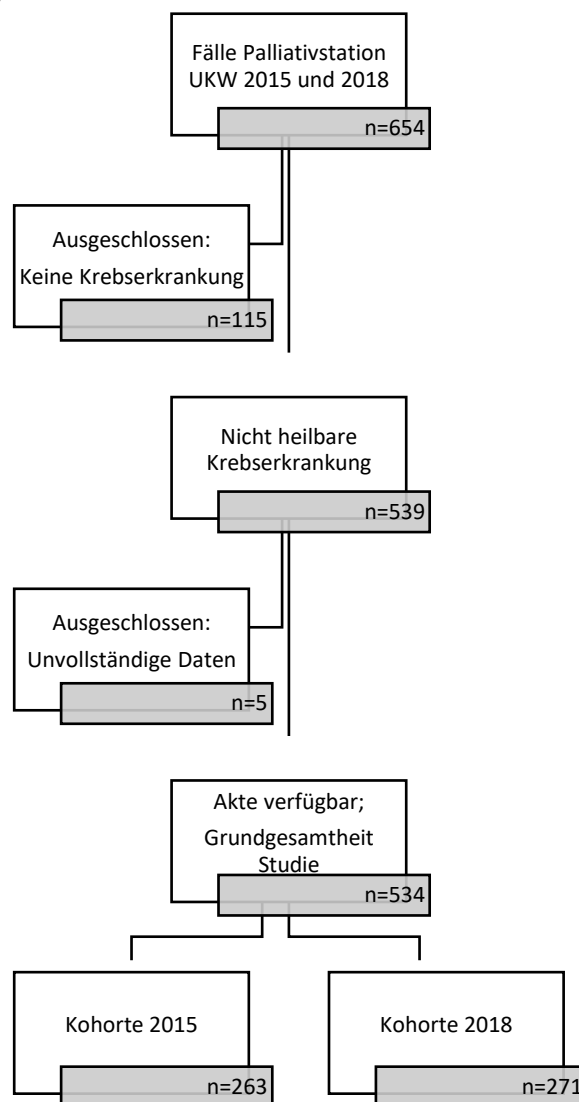 Fälle Palliativstation
UKW 2015 und 2018
n=654
Ausgeschlossen:
Keine Krebserkrankung
n=115
Nicht heilbare
Krebserkrankung
n=539
Ausgeschlossen:
Unvollständige Daten
n=5
Akte verfügbar;
Grundgesamtheit
Studie
n=534
Kohorte 2015
n=263
Kohorte 2018
n=271